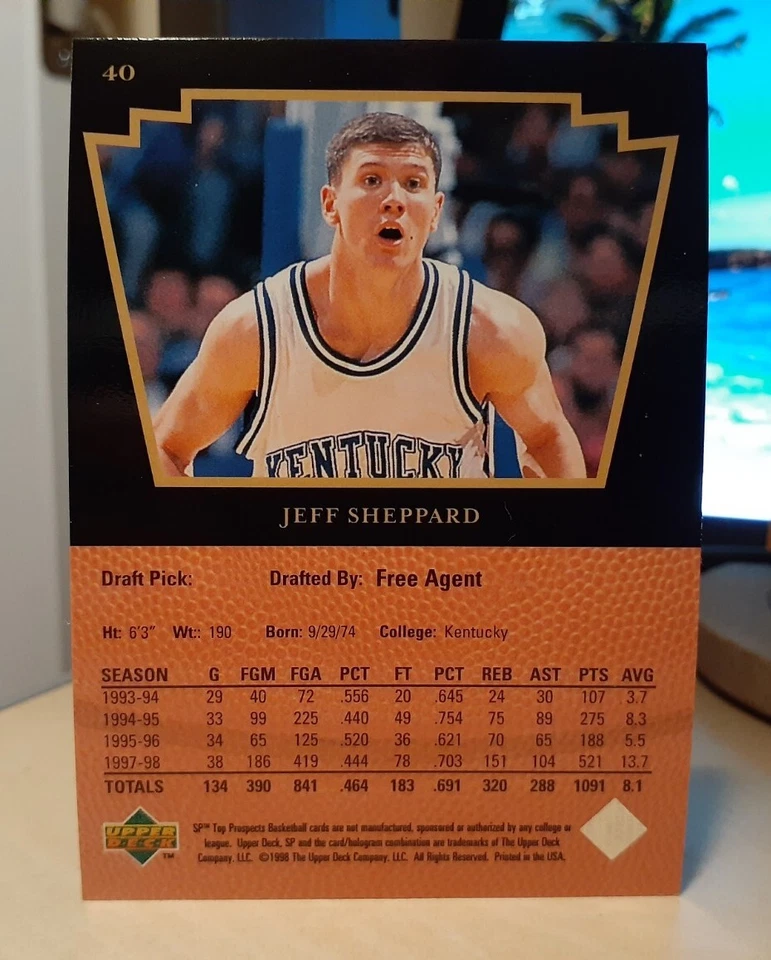 40
KENTUCKY
JEFF SHEPPARD
Draft Pick: Drafted By: Free Agent
Ht: 6'3" Wt:: 190 Born: 9/29/74 College: Kentucky
SEASON G FGM FGA PCT FT PCT REB AST PTS AVG
1993-94 29 40 72 .556 20 .645 24 30 107 3.7
1994-95 33 99 225 .440 49 .754 75 89 275 8.3
1995-96 34 65 125 .520 36 .621 70 65 188 5.5
1997-98 38 186 419 .444 78 .703 151 104 521 13.7
TOTALS 134 390 841 .464 183 .691 320 288 1091 8.1
UPPER
DECK
TM
SP™ Top Prospects Basketball cards are not manufactured, sponsored or authorized by any college or
league. Upper Deck, SP and the card/hologram combination are trademarks of The Upper Deck
Company, LLC. ©1998 The Upper Deck Company, LLC. All Rights Reserved. Printed in the USA.